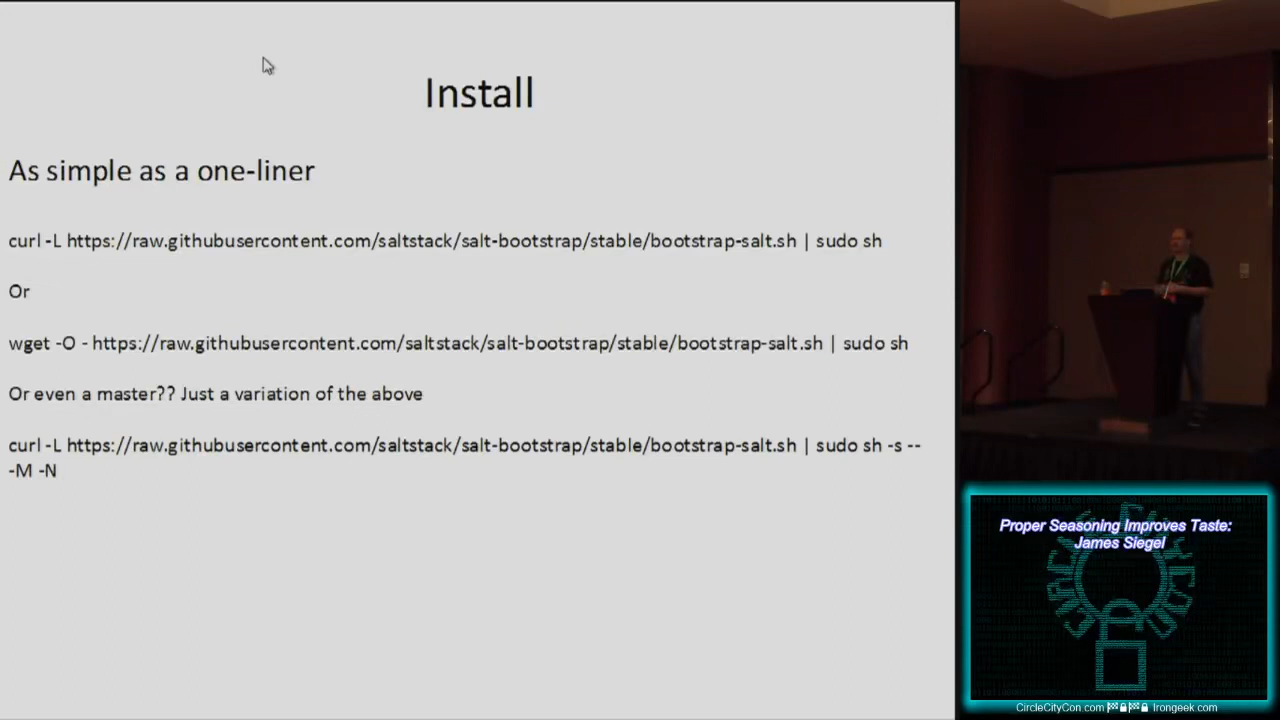 Install
As simple as a one-liner
curl -L https://raw.githubusercontent.com/saltstack/salt-bootstrap/stable/bootstrap-salt.sh | sudo sh
Or
wget -O - https://raw.githubusercontent.com/saltstack/salt-bootstrap/stable/bootstrap-salt.sh | sudo sh
Or even a master?? Just a variation of the above
curl -L https://raw.githubusercontent.com/saltstack/salt-bootstrap/stable/bootstrap-salt.sh | sudo sh -s --
-M -N
Proper Seasoning Improves Taste:
James Siegel
CircleCityCon.com Irongeek.com